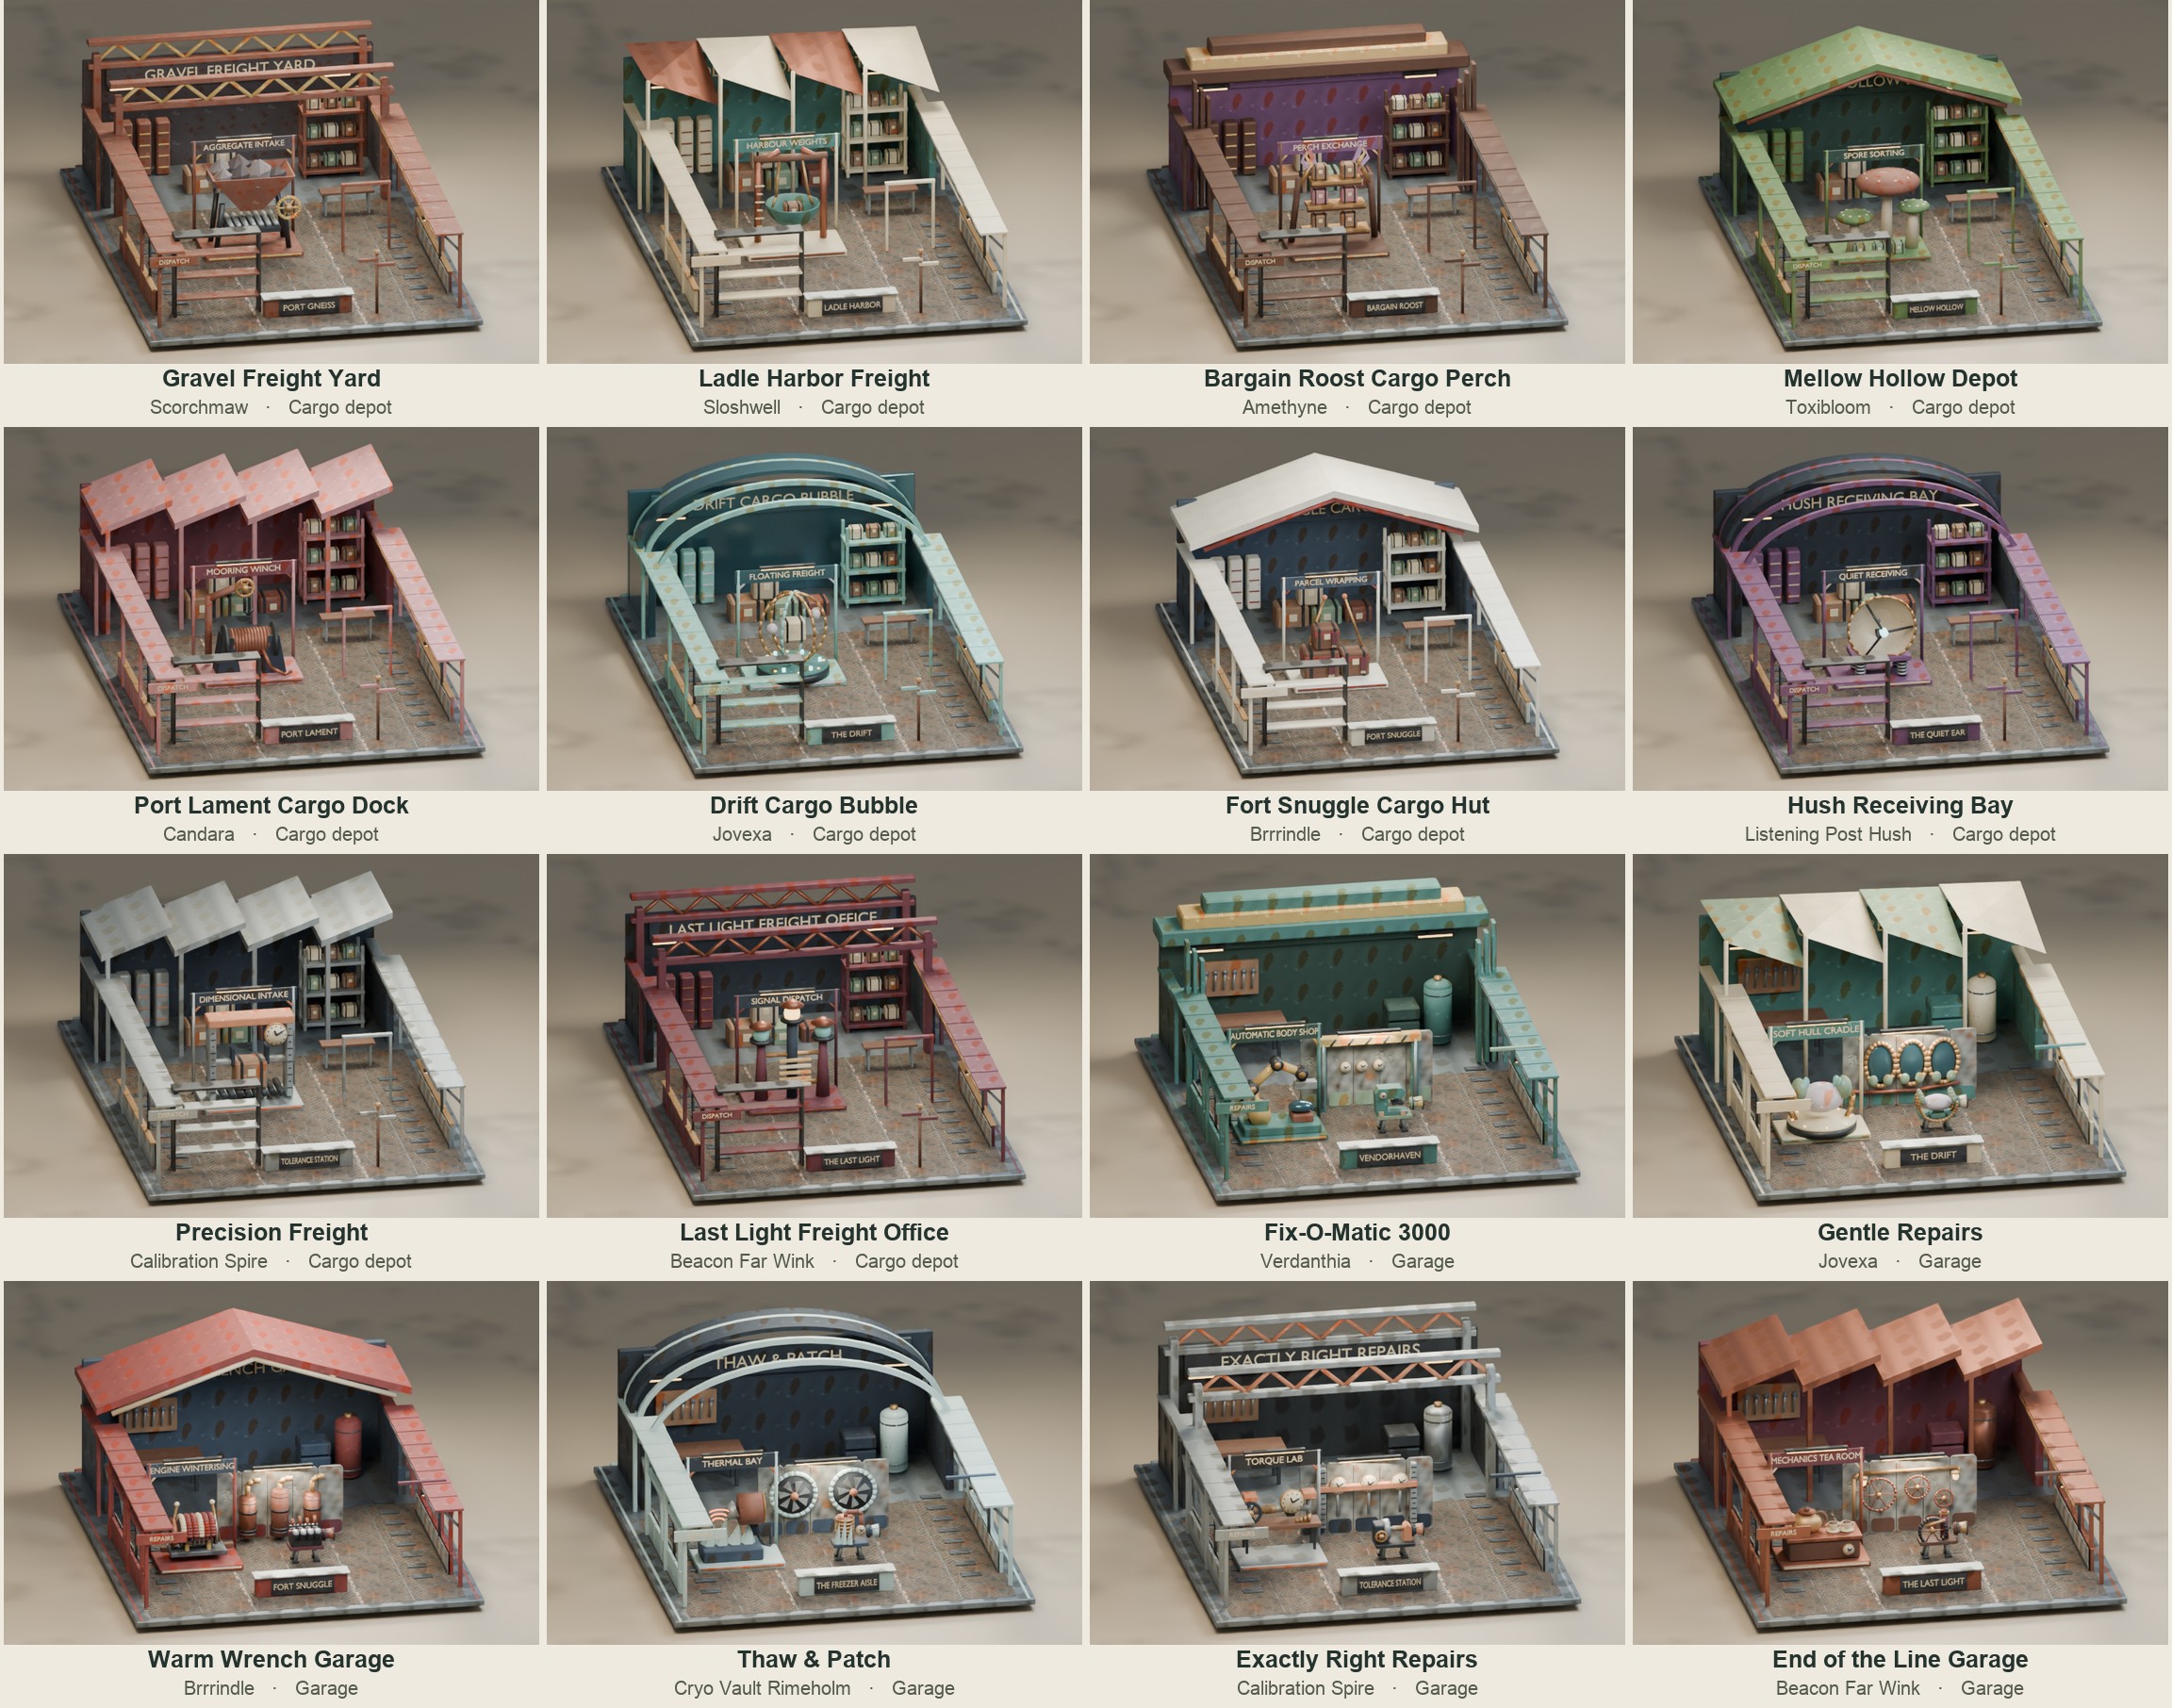 GRAVEL FREIGHT YARD
AGGREGATE INTAKE
DISPATCH
PORT GNEISS
Gravel Freight Yard
Scorchmaw · Cargo depot
HARBOUR WEIGHTS
LADLE HARBOR
Ladle Harbor Freight
Sloshwell · Cargo depot
PERCH EXCHANGE
DISPATCH
BARGAIN ROOST
Bargain Roost Cargo Perch
Amethyne · Cargo depot
SPORE SORTING
DISPATCH
MELLOW HOLLOW
Mellow Hollow Depot
Toxibloom · Cargo depot
MOORING WINCH
DISPATCH
PORT LAMENT
Port Lament Cargo Dock
Candara · Cargo depot
DRIFT CARGO BUBBLE
FLOATING FREIGHT
THE DRIFT
Drift Cargo Bubble
Jovexa · Cargo depot
PARCEL WRAPPING
FORT SNUGGLE
Fort Snuggle Cargo Hut
Brrrindle · Cargo depot
HUSH RECEIVING BAY
QUIET RECEIVING
DISPATCH
THE QUIET EAR
Hush Receiving Bay
Listening Post Hush · Cargo depot
DIMENSIONAL INTAKE
DISPATCH
TOLERANCE STATION
Precision Freight
Calibration Spire · Cargo depot
LAST LIGHT FREIGHT OFFICE
SIGNAL DISPATCH
DISPATCH
THE LAST LIGHT
Last Light Freight Office
Beacon Far Wink · Cargo depot
AUTOMATIC BODY SHOP
REPAIRS
VENDORHAVEN
Fix-O-Matic 3000
Verdanthia · Garage
SOFT HULL CRADLE
THE DRIFT
Gentle Repairs
Jovexa · Garage
ENGINE WINTERISING
REPAIRS
FORT SNUGGLE
Warm Wrench Garage
Brrrindle · Garage
THAW & PATCH
THERMAL BAY
THE FREEZER AISLE
Thaw & Patch
Cryo Vault Rimeholm · Garage
EXACTLY RIGHT REPAIRS
TORQUE LAB
REPAIRS
TOLERANCE STATION
Exactly Right Repairs
Calibration Spire · Garage
MECHANICS TEA ROOM
REPAIRS
THE LAST LIGHT
End of the Line Garage
Beacon Far Wink · Garage